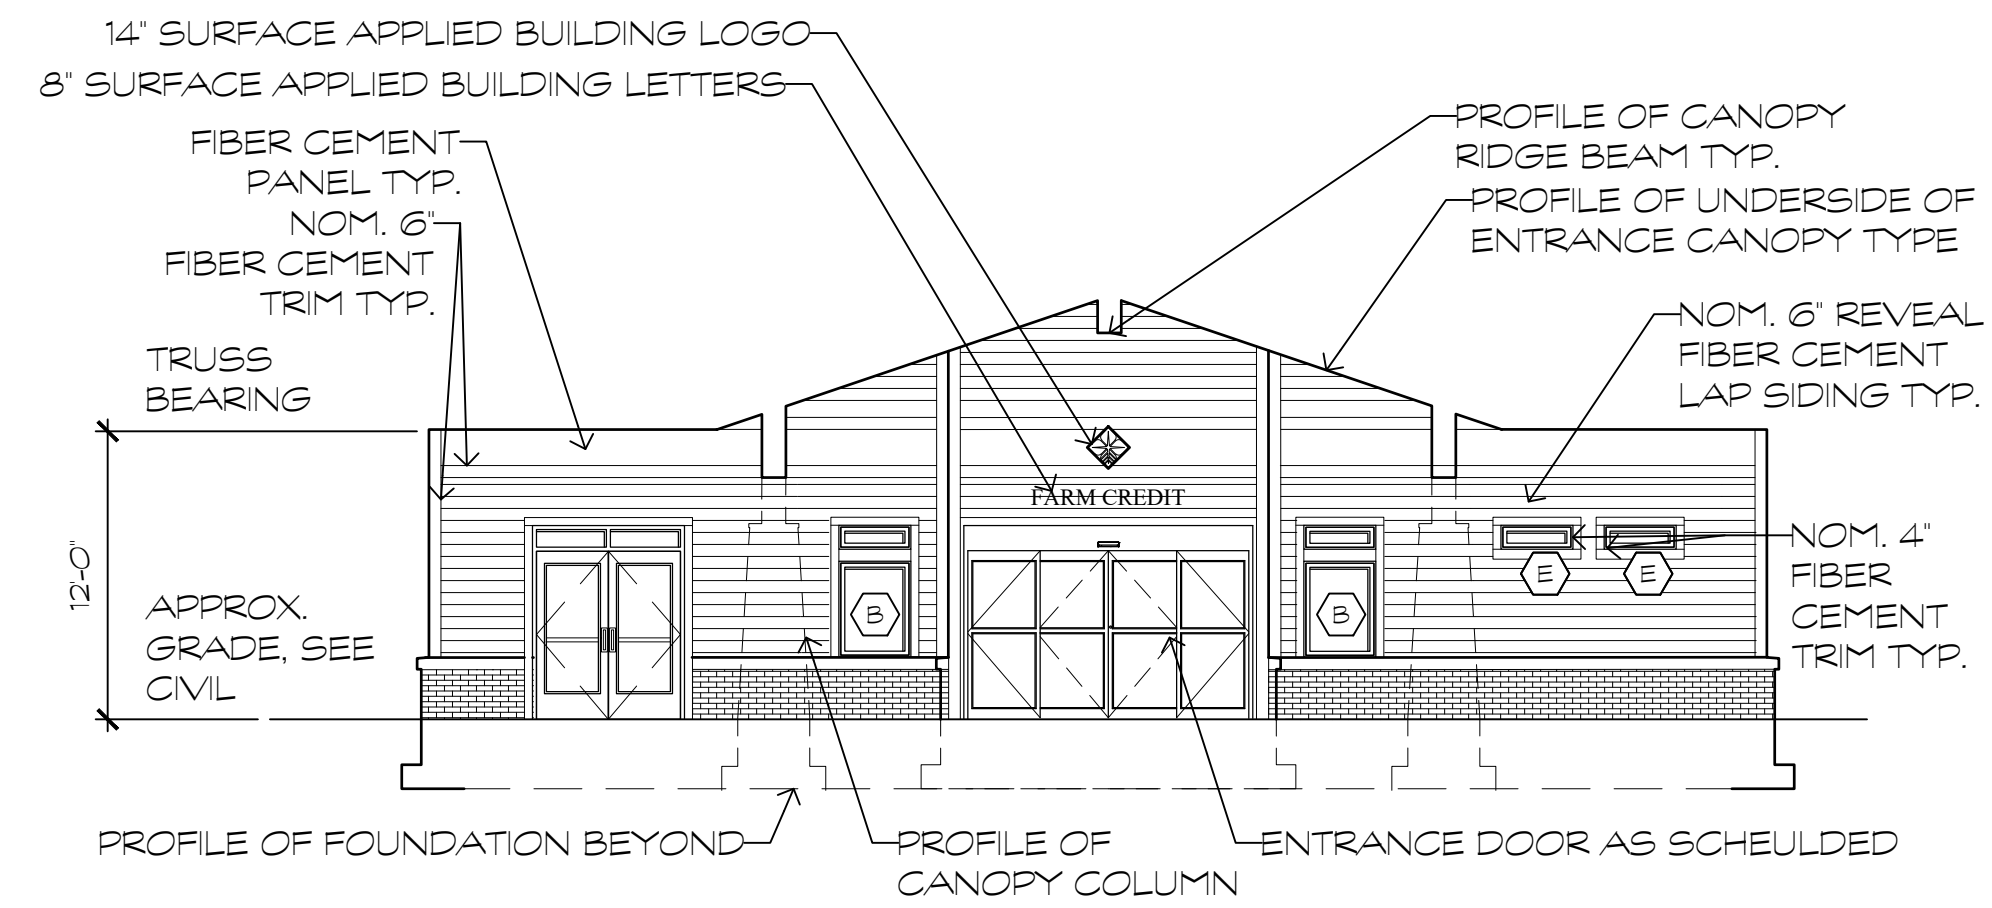 14" SURFACE APPLIED BUILDING LOGO
8" SURFACE APPLIED BUILDING LETTERS
FIBER CEMENT
PANEL TYP.
NOM. 6"
FIBER CEMENT
TRIM TYP.
TRUSS
BEARING
12'-0"
APPROX.
GRADE, SEE
CIVIL
PROFILE OF CANOPY
RIDGE BEAM TYP.
PROFILE OF UNDERSIDE OF
ENTRANCE CANOPY TYPE
NOM. 6" REVEAL
FIBER CEMENT
LAP SIDING TYP.
NOM. 4"
FIBER
CEMENT
TRIM TYP.
FARM CREDIT
B
B
E
E
PROFILE OF FOUNDATION BEYOND
PROFILE OF
CANOPY COLUMN
ENTRANCE DOOR AS SCHEULDED